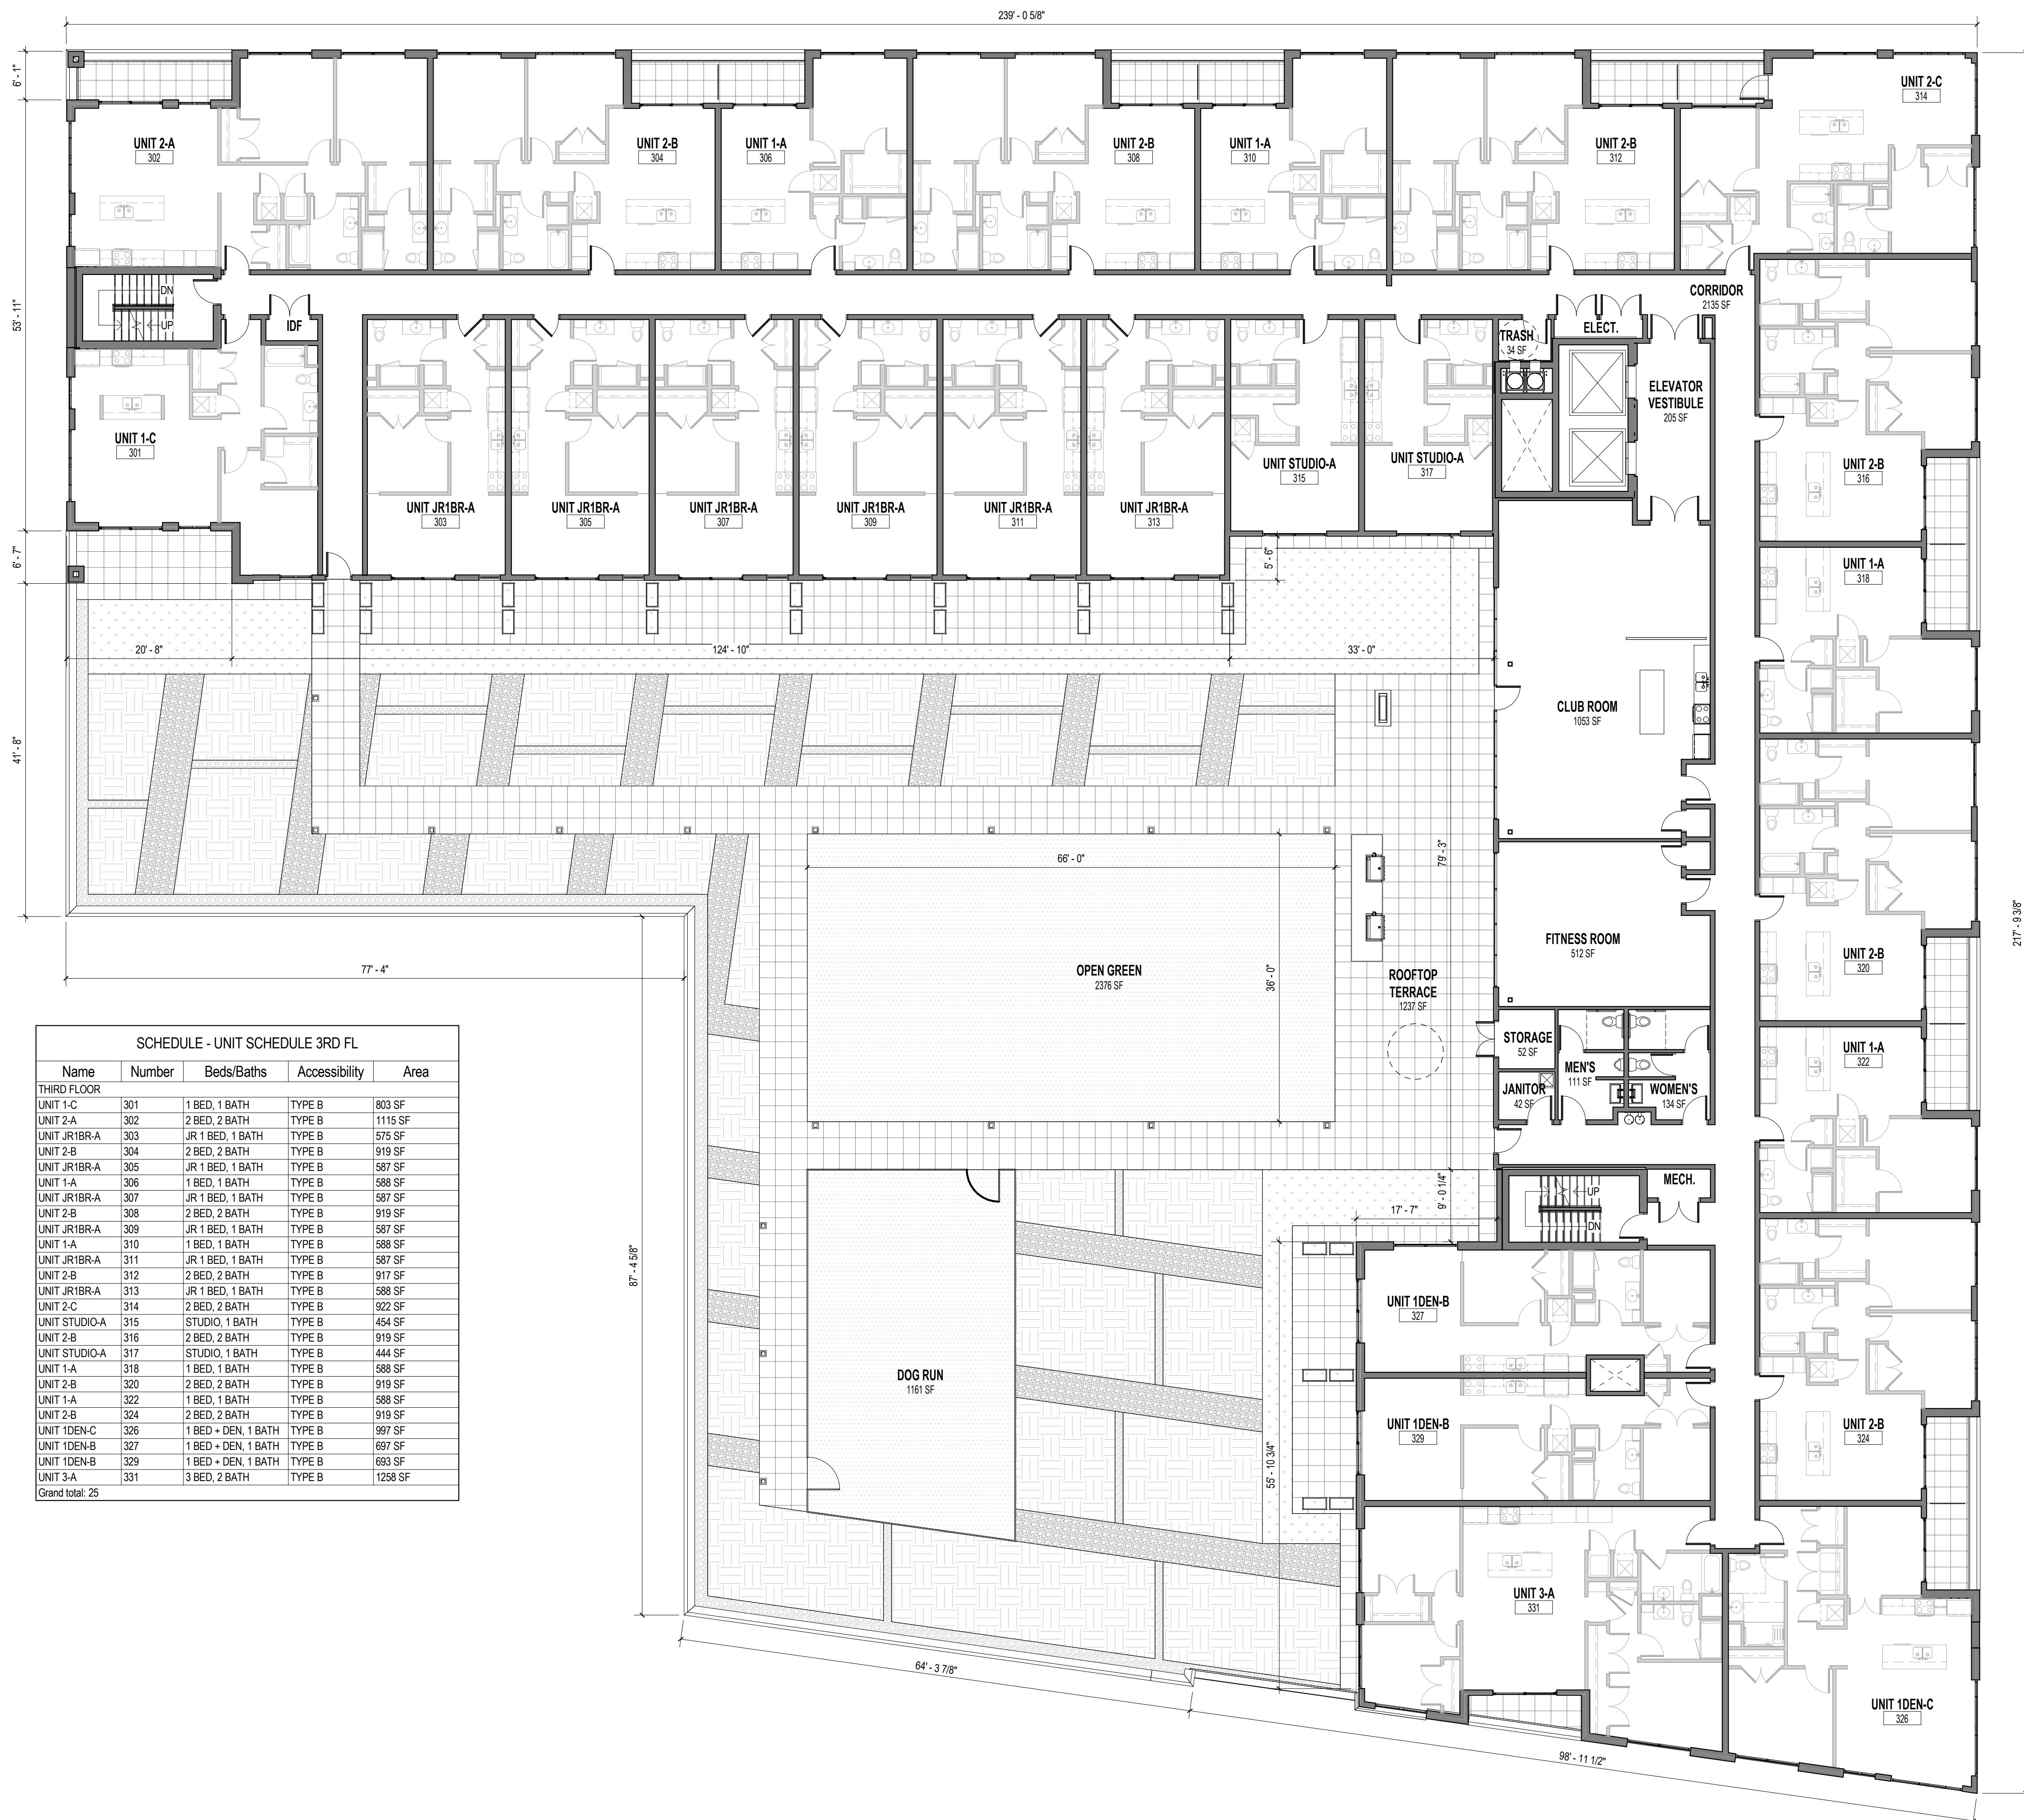 239' - 0 5/8"
6' - 1"
53' - 11"
6' - 7"
41' - 8"
217' - 9 3/8"
UNIT 2-A
302
UNIT 2-B
304
UNIT 1-A
306
UNIT 2-B
308
UNIT 1-A
310
UNIT 2-B
312
UNIT 2-C
314
DN
UP
IDF
CORRIDOR
2135 SF
TRASH
34 SF
ELECT.
ELEVATOR
VESTIBULE
205 SF
UNIT 1-C
301
UNIT JR1BR-A
303
UNIT JR1BR-A
305
UNIT JR1BR-A
307
UNIT JR1BR-A
309
UNIT JR1BR-A
311
UNIT JR1BR-A
313
UNIT STUDIO-A
315
UNIT STUDIO-A
317
UNIT 2-B
316
UNIT 1-A
318
5' - 6"
20' - 8"
124' - 10"
33' - 0"
CLUB ROOM
1053 SF
79' - 3"
66' - 0"
36' - 0"
OPEN GREEN
2376 SF
ROOFTOP
TERRACE
1237 SF
FITNESS ROOM
512 SF
UNIT 2-B
320
UNIT 1-A
322
STORAGE
52 SF
MEN'S
111 SF
JANITOR
42 SF
WOMEN'S
134 SF
77' - 4"
87' - 4 5/8"
MECH.
UP
DN
9' - 0 1/4"
17' - 7"
UNIT 1DEN-B
327
UNIT 1DEN-B
329
DOG RUN
1161 SF
55' - 10 3/4"
UNIT 2-B
324
UNIT 3-A
331
UNIT 1DEN-C
326
64' - 3 7/8"
98' - 11 1/2"
SCHEDULE - UNIT SCHEDULE 3RD FL
Name Number Beds/Baths Accessibility Area
THIRD FLOOR
UNIT 1-C 301 1 BED, 1 BATH TYPE B 803 SF
UNIT 2-A 302 2 BED, 2 BATH TYPE B 1115 SF
UNIT JR1BR-A 303 JR 1 BED, 1 BATH TYPE B 575 SF
UNIT 2-B 304 2 BED, 2 BATH TYPE B 919 SF
UNIT JR1BR-A 305 JR 1 BED, 1 BATH TYPE B 587 SF
UNIT 1-A 306 1 BED, 1 BATH TYPE B 588 SF
UNIT JR1BR-A 307 JR 1 BED, 1 BATH TYPE B 587 SF
UNIT 2-B 308 2 BED, 2 BATH TYPE B 919 SF
UNIT JR1BR-A 309 JR 1 BED, 1 BATH TYPE B 587 SF
UNIT 1-A 310 1 BED, 1 BATH TYPE B 588 SF
UNIT JR1BR-A 311 JR 1 BED, 1 BATH TYPE B 587 SF
UNIT 2-B 312 2 BED, 2 BATH TYPE B 917 SF
UNIT JR1BR-A 313 JR 1 BED, 1 BATH TYPE B 588 SF
UNIT 2-C 314 2 BED, 2 BATH TYPE B 922 SF
UNIT STUDIO-A 315 STUDIO, 1 BATH TYPE B 454 SF
UNIT 2-B 316 2 BED, 2 BATH TYPE B 919 SF
UNIT STUDIO-A 317 STUDIO, 1 BATH TYPE B 444 SF
UNIT 1-A 318 1 BED, 1 BATH TYPE B 588 SF
UNIT 2-B 320 2 BED, 2 BATH TYPE B 919 SF
UNIT 1-A 322 1 BED, 1 BATH TYPE B 588 SF
UNIT 2-B 324 2 BED, 2 BATH TYPE B 919 SF
UNIT 1DEN-C 326 1 BED + DEN, 1 BATH TYPE B 997 SF
UNIT 1DEN-B 327 1 BED + DEN, 1 BATH TYPE B 697 SF
UNIT 1DEN-B 329 1 BED + DEN, 1 BATH TYPE B 693 SF
UNIT 3-A 331 3 BED, 2 BATH TYPE B 1258 SF
Grand total: 25